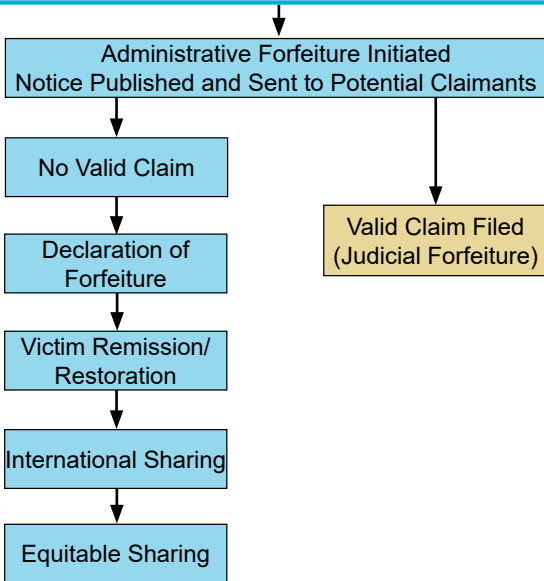 Administrative Forfeiture Initiated
Notice Published and Sent to Potential Claimants
No Valid Claim
Valid Claim Filed
(Judicial Forfeiture)
Declaration of
Forfeiture
Victim Remission/
Restoration
International Sharing
Equitable Sharing